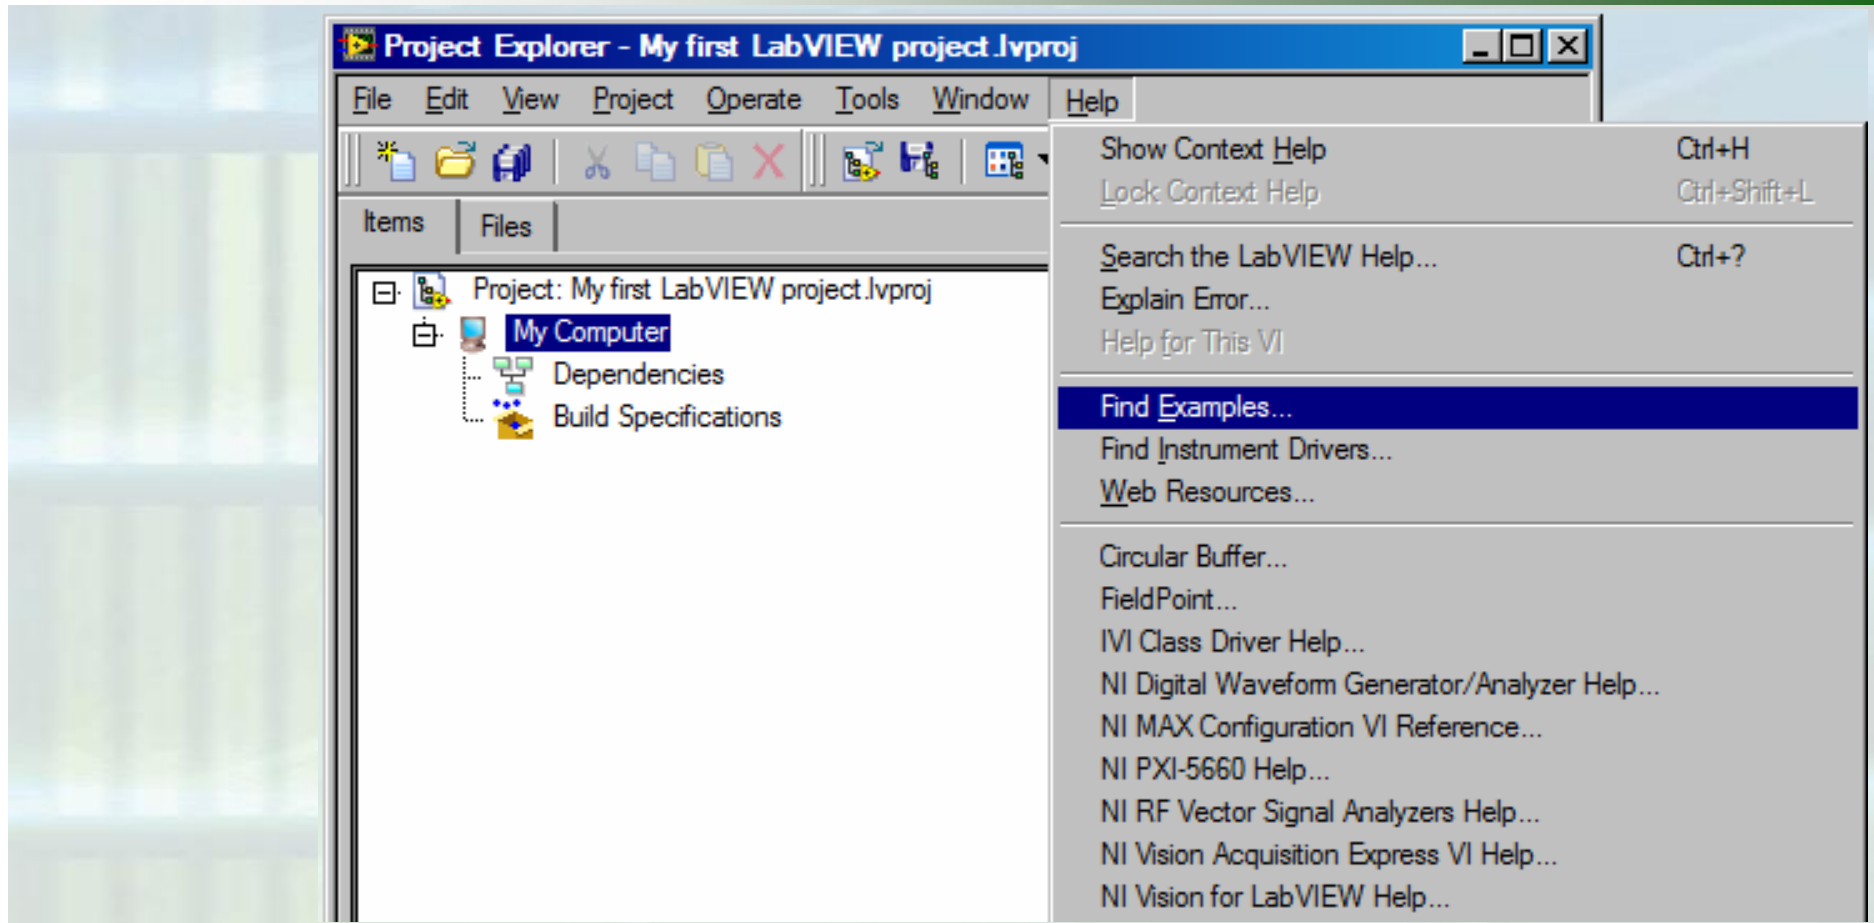 Project Explorer - My first LabVIEW project.lvproj
File Edit View Project Operate Tools Window Help
Items Files
Project: My first LabVIEW project.lvproj
My Computer
Dependencies
Build Specifications
Show Context Help Ctrl+H
Lock Context Help Ctrl+Shift+L
Search the LabVIEW Help... Ctrl+?
Explain Error...
Help for This VI
Find Examples...
Find Instrument Drivers...
Web Resources...
Circular Buffer...
FieldPoint...
IVI Class Driver Help...
NI Digital Waveform Generator/Analyzer Help...
NI MAX Configuration VI Reference...
NI PXI-5660 Help...
NI RF Vector Signal Analyzers Help...
NI Vision Acquisition Express VI Help...
NI Vision for LabVIEW Help...